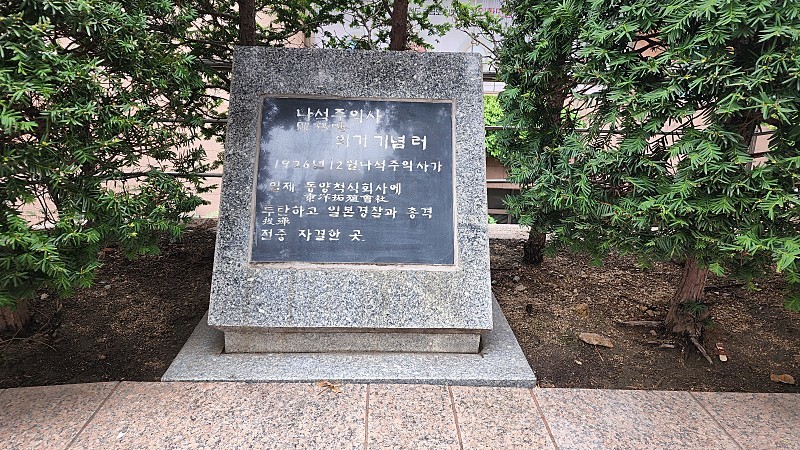 나석주의사
의거기념터
1926년12월나석주의사가
일제 동양척식회사에
東洋拓殖會社
투탄하고 일본경찰과 총격
投弾
전중 자결한 곳.